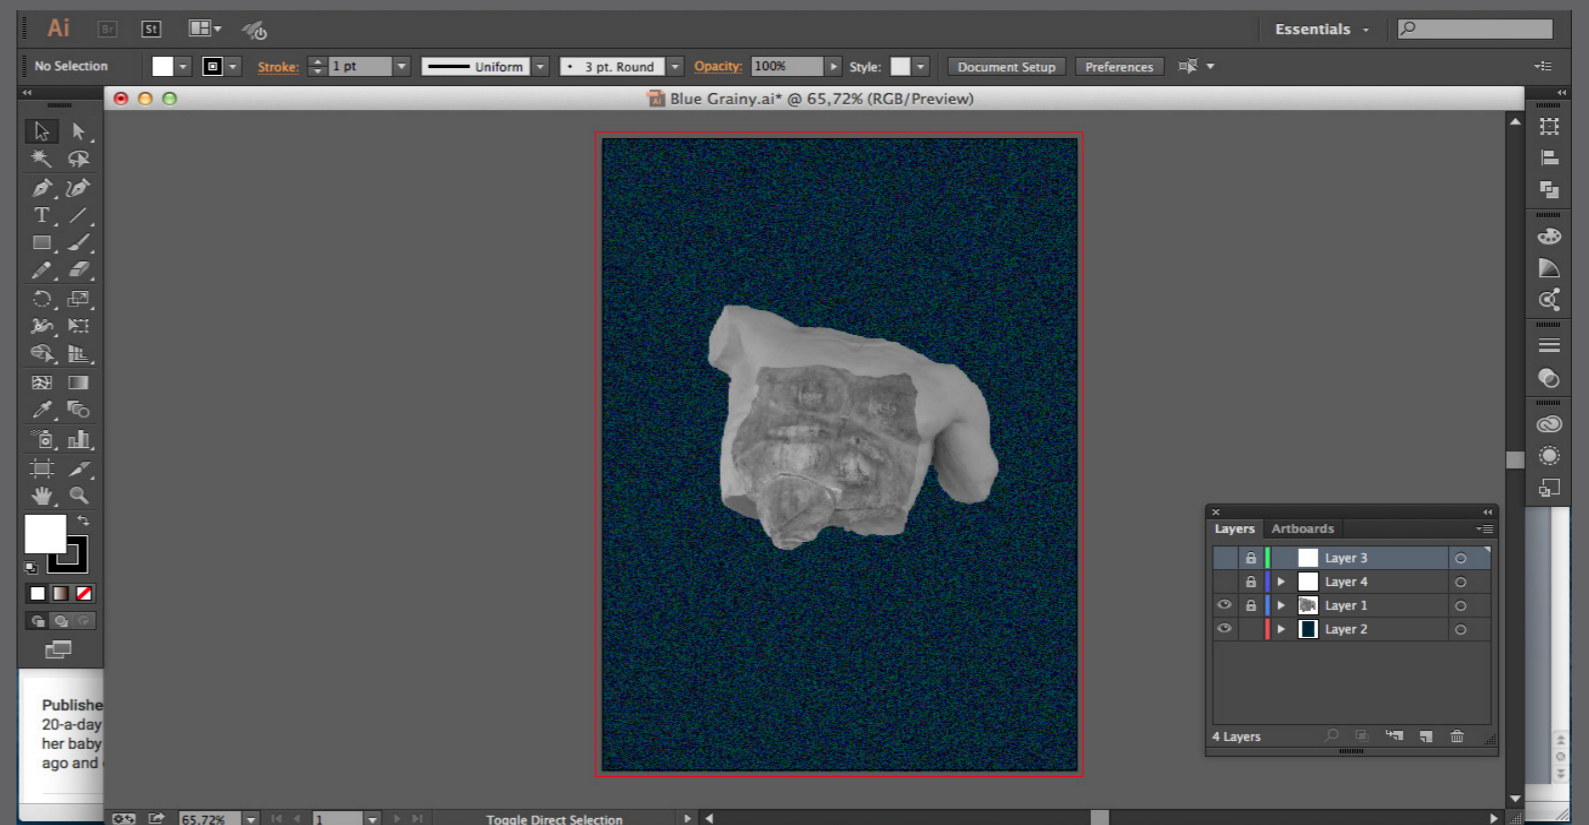 Ai Br St Essentials
No Selection Stroke: 1 pt Uniform 3 pt. Round Opacity: 100% Style: Document Setup Preferences
Blue Grainy.ai* @ 65,72% (RGB/Preview)
T
Layers Artboards
Layer 3
Layer 4
Layer 1
Layer 2
4 Layers
Publishe
20-a-day
her baby
ago and
65,72% 1 Toggle Direct Selection